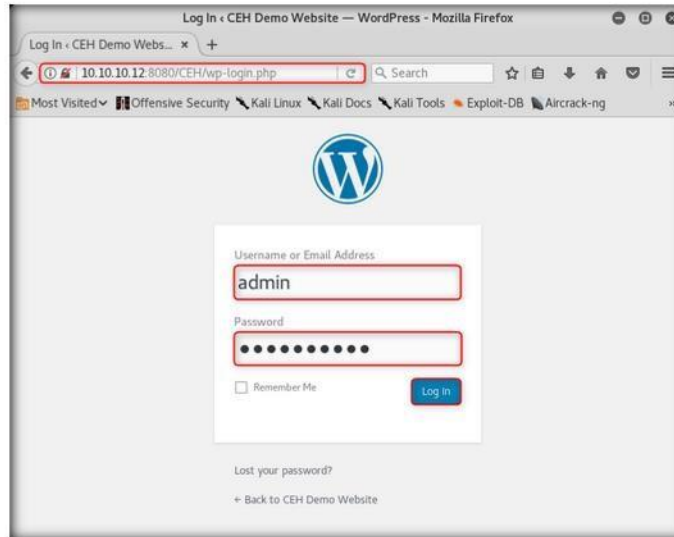 Log In ‹ CEH Demo Website — WordPress - Mozilla Firefox
Log In ‹ CEH Demo Webs... × +
10.10.10.12:8080/CEH/wp-login.php Search
Most Visited Offensive Security Kali Linux Kali Docs Kali Tools Exploit-DB Aircrack-ng »
W
Username or Email Address
admin
Password
●●●●●●●●●●
Remember Me Log In
Lost your password?
← Back to CEH Demo Website